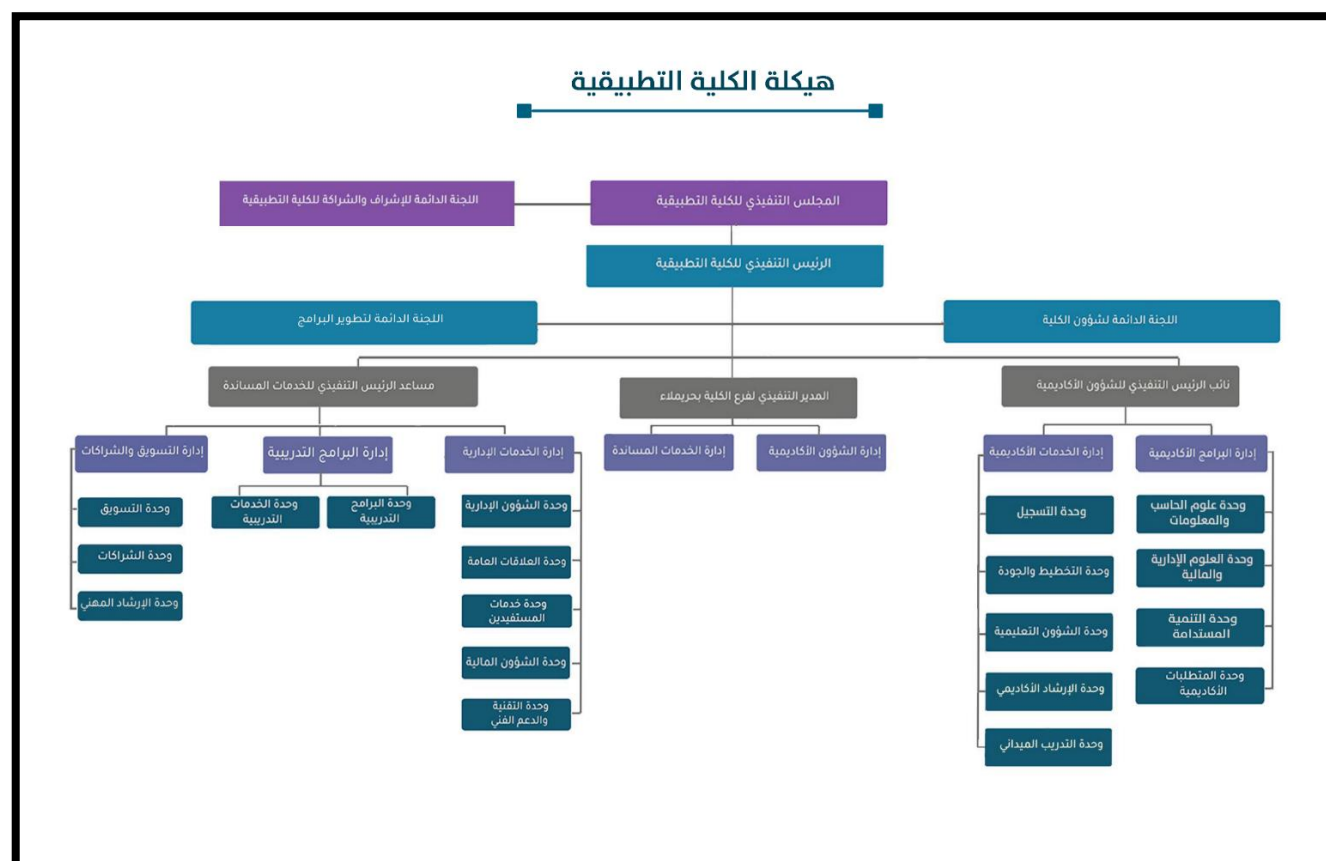 هيكلة الكلية التطبيقية
المجلس التنفيذي للكلية التطبيقية
اللجنة الدائمة للإشراف والشراكة للكلية التطبيقية
الرئيس التنفيذي للكلية التطبيقية
اللجنة الدائمة لشؤون الكلية
اللجنة الدائمة لتطوير البرامج
نائب الرئيس التنفيذي للشؤون الأكاديمية
المدير التنفيذي لفرع الكلية بحريملاء
مساعد الرئيس التنفيذي للخدمات المساندة
إدارة البرامج الأكاديمية
إدارة الخدمات الأكاديمية
إدارة الشؤون الأكاديمية
إدارة الخدمات المساندة
إدارة الخدمات الإدارية
إدارة البرامج التدريبية
إدارة التسويق والشراكات
وحدة علوم الحاسب
والمعلومات
وحدة العلوم الإدارية
والمالية
وحدة التنمية
المستدامة
وحدة المتطلبات
الأكاديمية
وحدة التسجيل
وحدة التخطيط والجودة
وحدة الشؤون التعليمية
وحدة الإرشاد الأكاديمي
وحدة التدريب الميداني
وحدة الشؤون الإدارية
وحدة العلاقات العامة
وحدة خدمات
المستفيدين
وحدة الشؤون المالية
وحدة التقنية
والدعم الفني
وحدة البرامج
التدريبية
وحدة الخدمات
التدريبية
وحدة التسويق
وحدة الشراكات
وحدة الإرشاد المهني